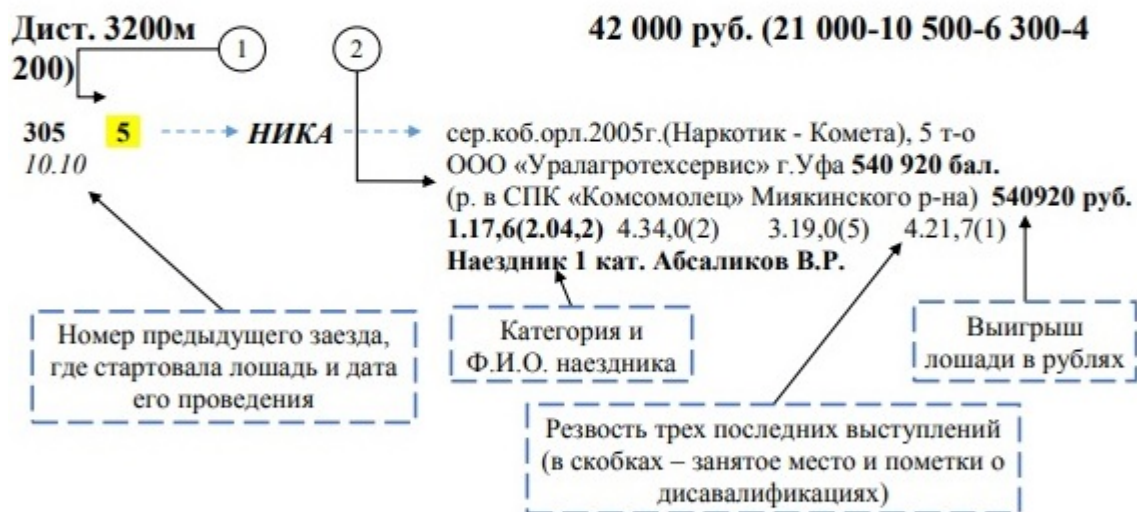 Дист. 3200м
42 000 руб. (21 000-10 500-6 300-4
200)
1
2
305
5
НИКА
10.10
сер.коб.орл.2005г.(Наркотик - Комета), 5 т-о
ООО «Уралагротехсервис» г.Уфа 540 920 бал.
(р. в СПК «Комсомолец» Миякинского р-на) 540920 руб.
1.17,6(2.04,2) 4.34,0(2) 3.19,0(5) 4.21,7(1)
Наездник 1 кат. Абсаликов В.Р.
Номер предыдущего заезда,
где стартовала лошадь и дата
его проведения
Категория и
Ф.И.О. наездника
Выигрыш
лошади в рублях
Резвость трех последних выступлений
(в скобках – занятое место и пометки о
дисавалификациях)